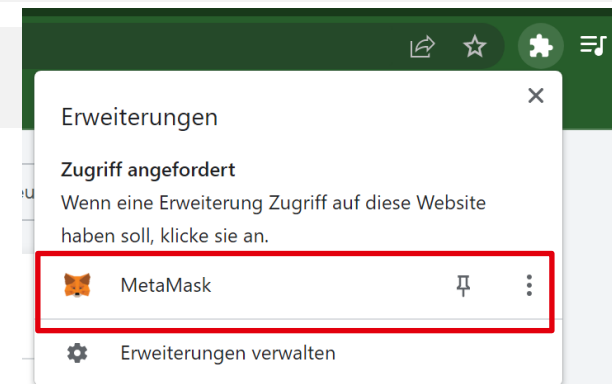 Erweiterungen
Zugriff angefordert
Wenn eine Erweiterung Zugriff auf diese Website
haben soll, klicke sie an.
MetaMask
Erweiterungen verwalten